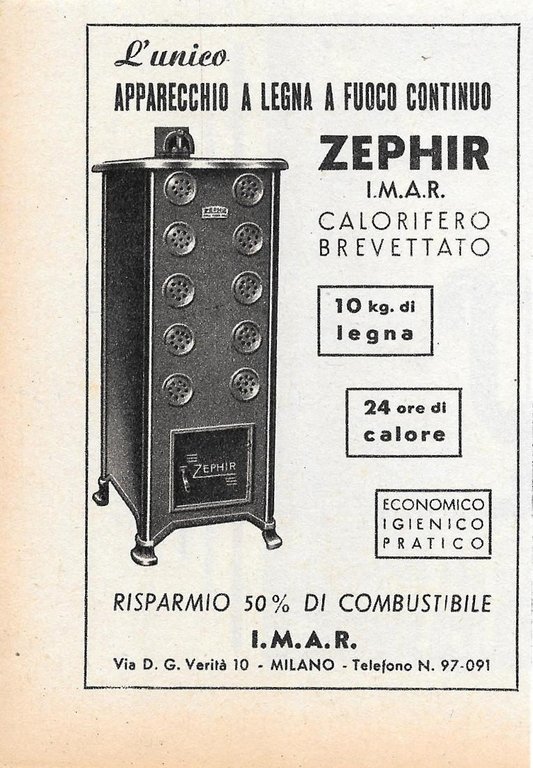 L'unico
APPARECCHIO A LEGNA A FUOCO CONTINUO
ZEPHIR
I.M.A.R.
CALORIFERO
BREVETTATO
ZEPHIR
10 kg. di
legna
24 ore di
calore
ZEPHIR
ECONOMICO
IGIENICO
PRATICO
RISPARMIO 50% DI COMBUSTIBILE
I.M.A.R.
Via D. G. Verità 10 - MILANO - Telefono N. 97-091